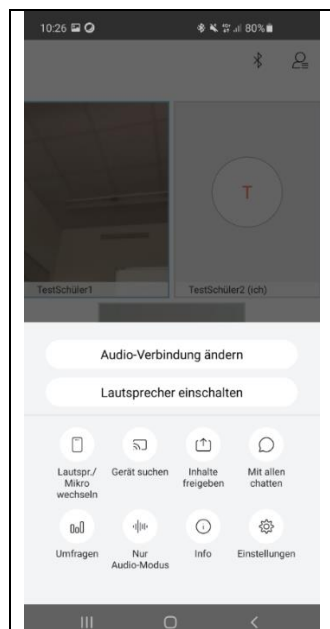 10:26
80%
TestSchüler1
T
TestSchüler2 (ich)
Audio-Verbindung ändern
Lautsprecher einschalten
Lautspr./
Mikro
wechseln
Gerät suchen
Inhalte
freigeben
Mit allen
chatten
Umfragen
Nur
Audio-Modus
Info
Einstellungen